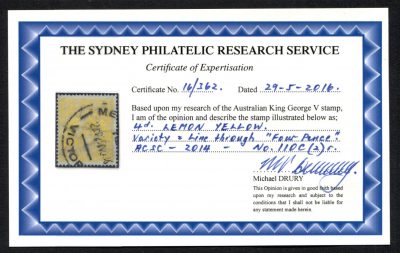 THE SYDNEY PHILATELIC RESEARCH SERVICE
Certificate of Expertisation
Certificate No. 16/362. Dated 29-5-2016.
Based upon my research of the Australian King George V stamp,
I am of the opinion and describe the stamp illustrated below as;
4d. LEMON YELLOW.
Variety = Line through "Four Pence".
ACSC - 2014 - No. 110C(2)r.
Michael DRURY
This Opinion is given in good faith based
upon my research and subject to the
conditions that I shall not be liable for
any statement made herein.